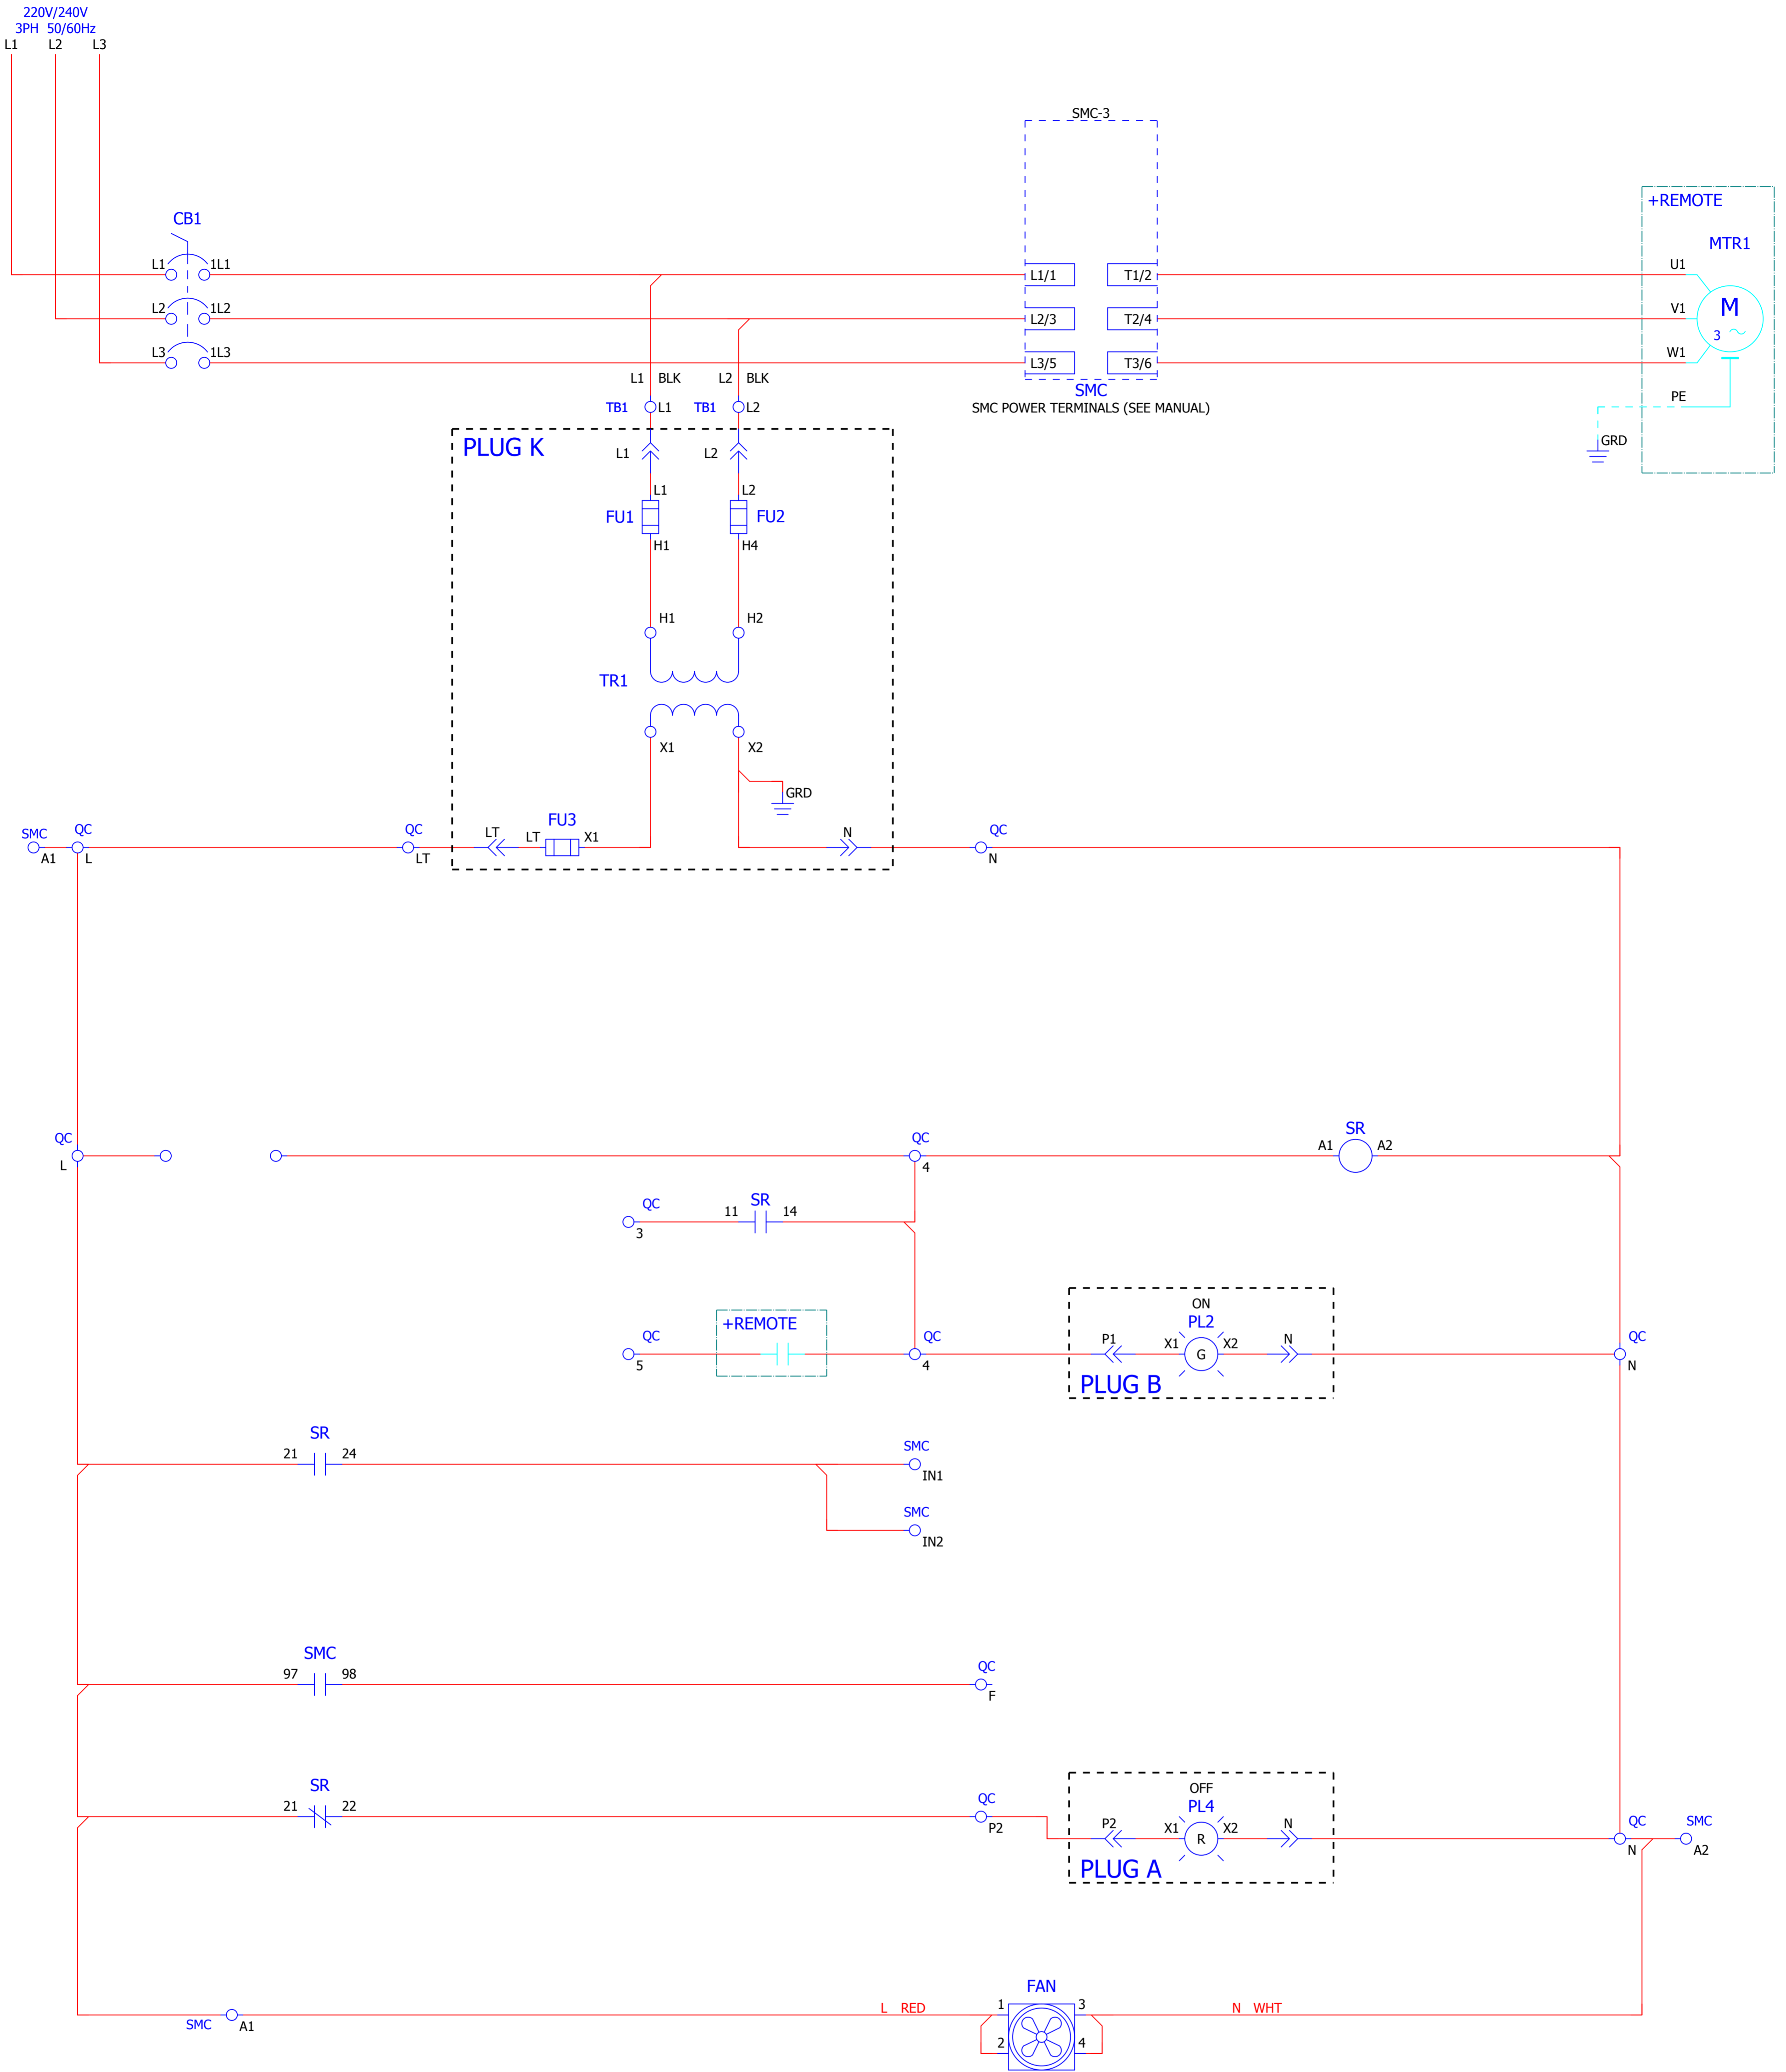 220V/240V
3PH 50/60Hz
L1 L2 L3
SMC-3
CB1
+REMOTE
MTR1
L1 1L1
L1/1 T1/2
U1
L2 1L2
L2/3 T2/4
V1
M
3
L3 1L3
L3/5 T3/6
W1
L1 BLK L2 BLK
SMC
SMC POWER TERMINALS (SEE MANUAL)
PE
TB1 L1 TB1 L2
GRD
PLUG K
L1 L2
L1 L2
FU1 FU2
H1 H4
H1 H2
TR1
X1 X2
GRD
FU3
SMC QC QC LT LT X1 N QC
A1 L LT N
QC QC SR
L 4 A1 A2
QC SR
3 11 14
+REMOTE
ON
PL2
QC QC P1 X1 G X2 N QC
5 4 N
PLUG B
SR
21 24
SMC
IN1
SMC
IN2
SMC
97 98
QC
F
SR
21 22
QC
P2
OFF
PL4
P2 X1 R X2 N
PLUG A
QC SMC
N A2
FAN
SMC A1
L RED
1 3
N WHT
2 4